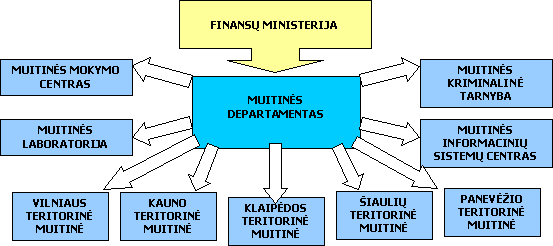 FINANSŲ MINISTERIJA
MUITINĖS MOKYMO
CENTRAS
MUITINĖS
KRIMINALINĖ
TARNYBA
MUITINĖS
DEPARTAMENTAS
MUITINĖS
LABORATORIJA
MUITINĖS
INFORMACINIŲ
SISTEMŲ CENTRAS
VILNIAUS
TERITORINĖ
MUITINĖ
KAUNO
TERITORINĖ
MUITINĖ
KLAIPĖDOS
TERITORINĖ
MUITINĖ
ŠIAULIŲ
TERITORINĖ
MUITINĖ
PANEVĖŽIO
TERITORINĖ
MUITINĖ